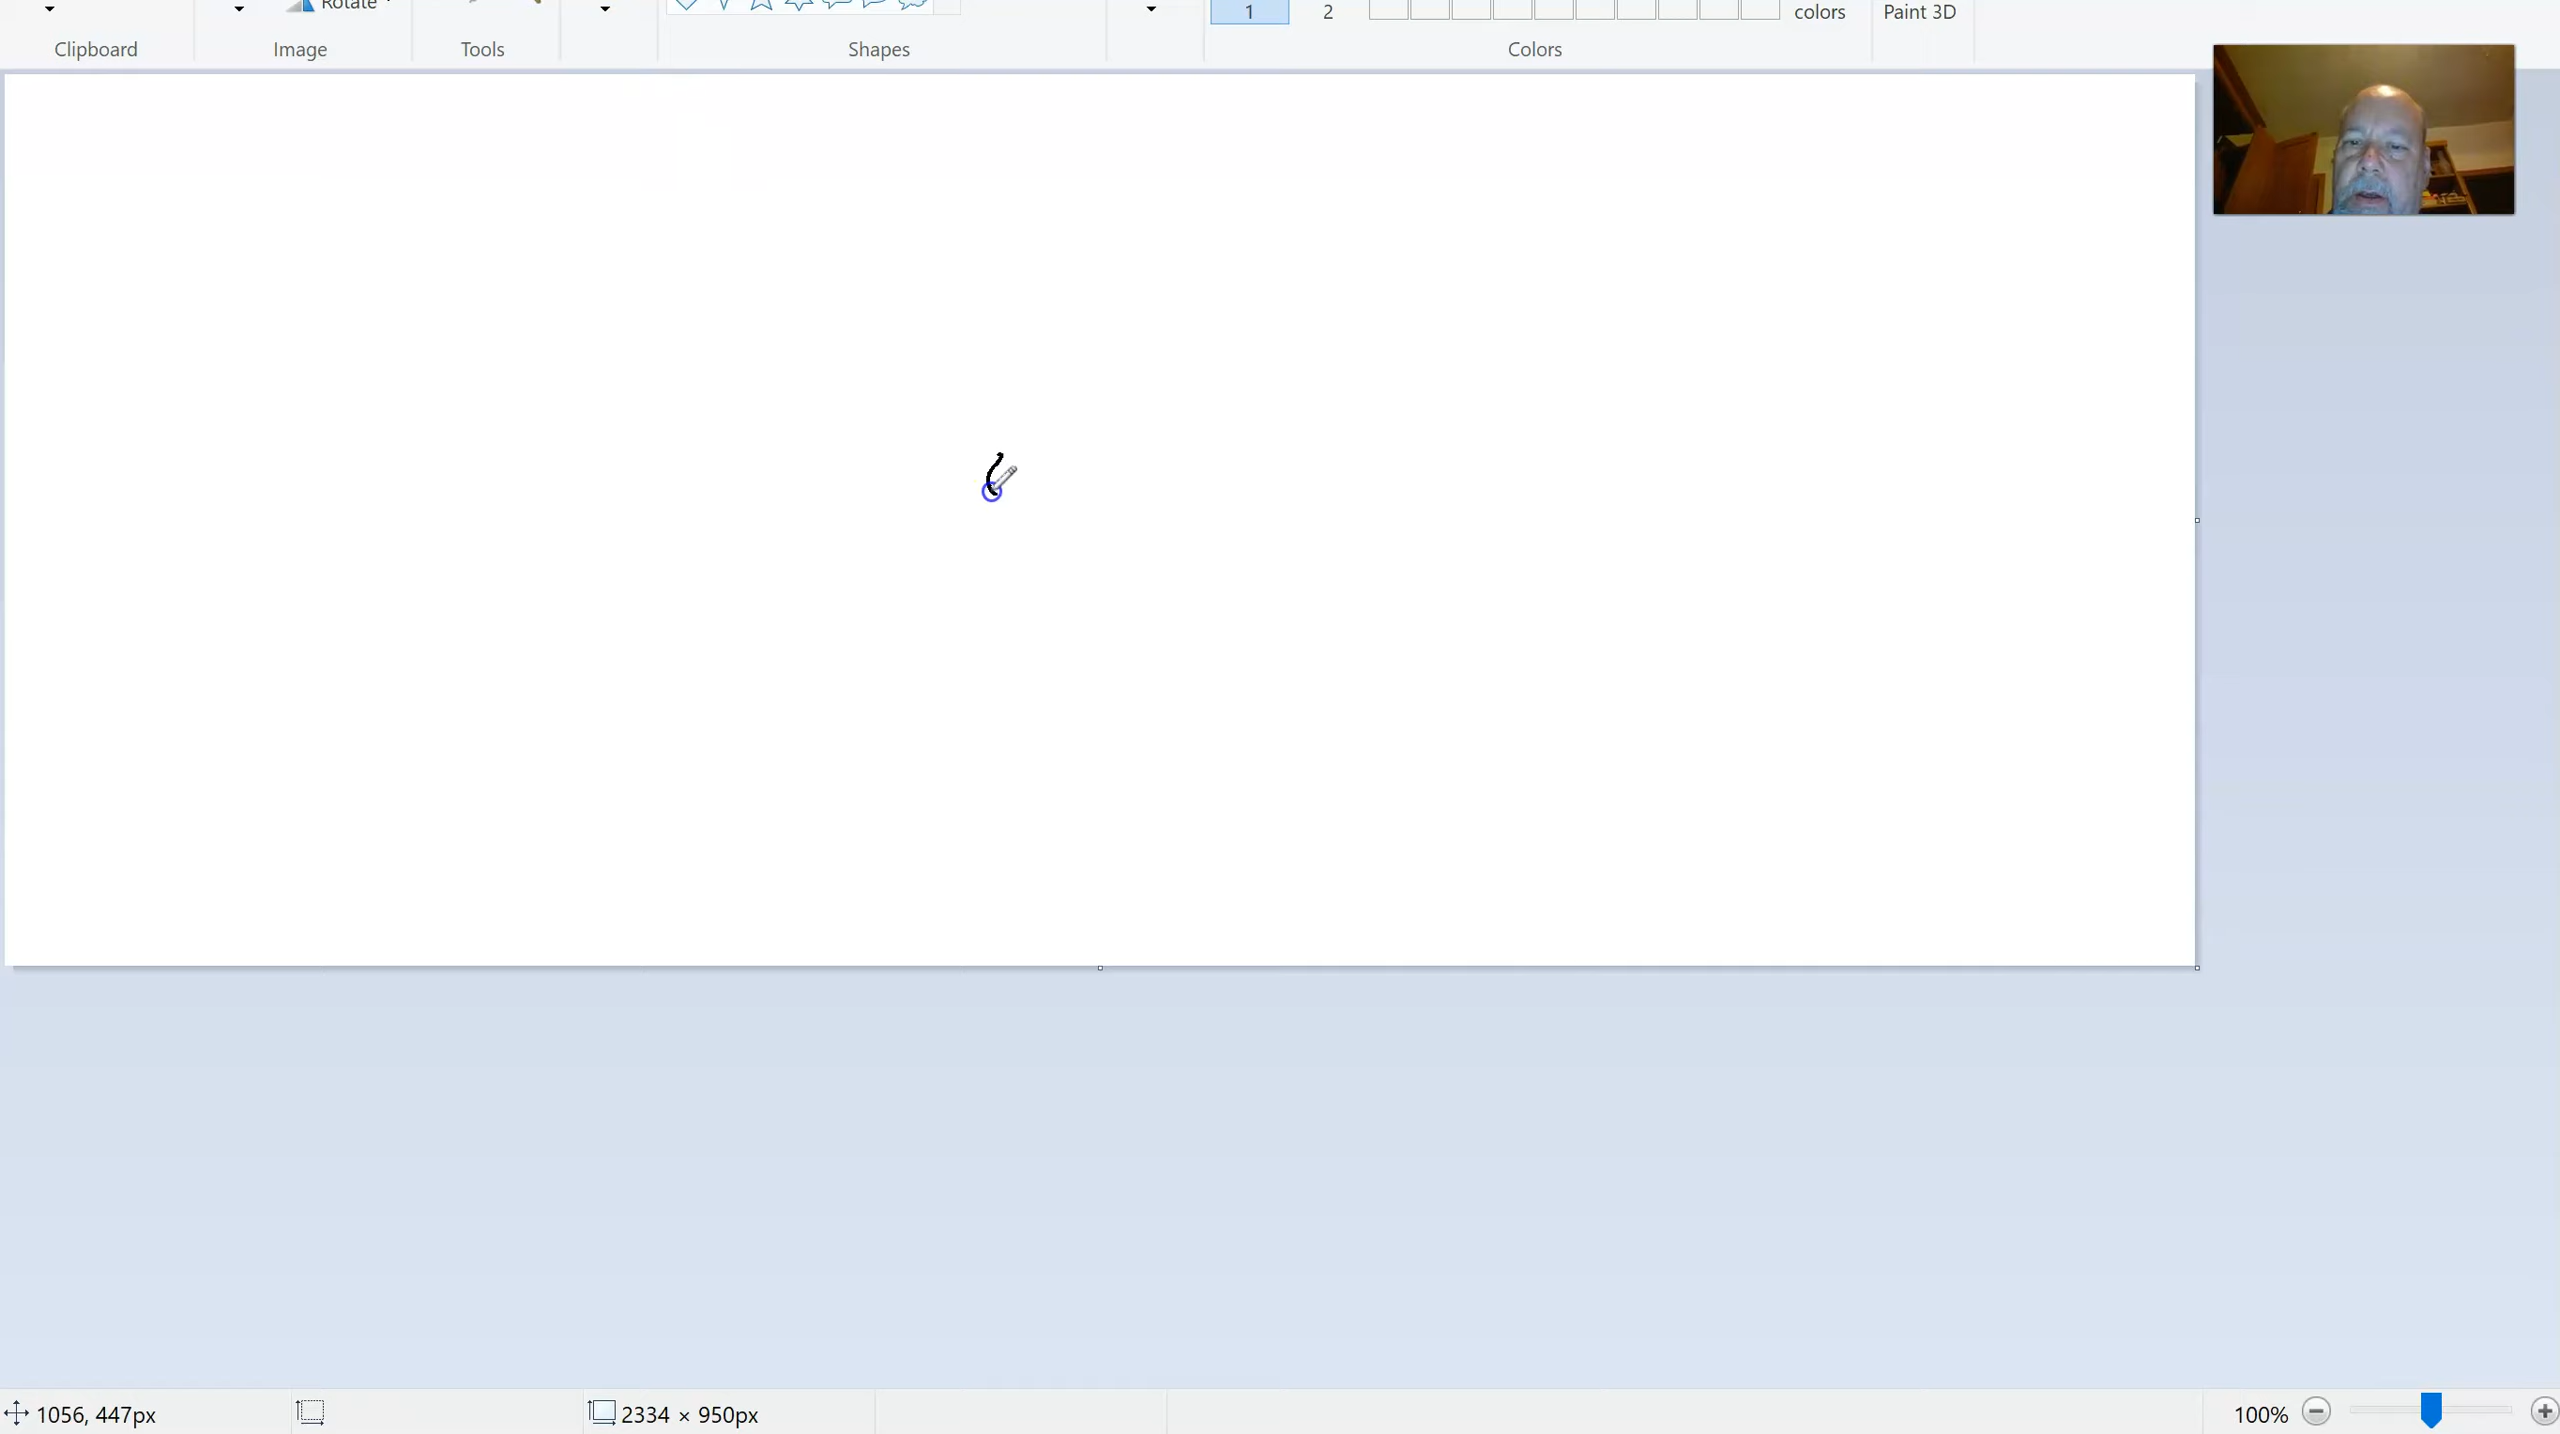 Rotate
1 2 colors Paint 3D
Clipboard Image Tools Shapes Colors
1056, 447px 2334 × 950px 100%